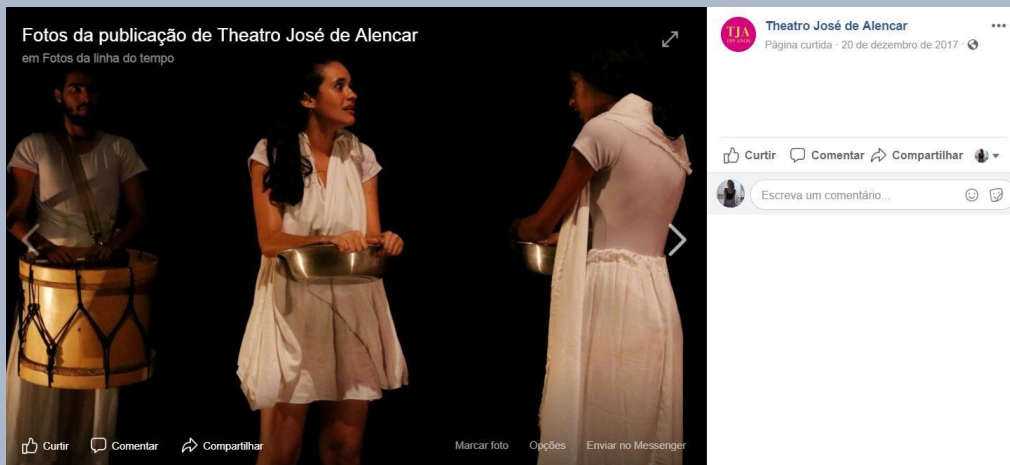 Fotos da publicação de Theatro José de Alencar
em Fotos da linha do tempo
Curtir Comentar Compartilhar
Marcar foto Opções Enviar no Messenger
TJA
Theatro José de Alencar
Página curtida · 20 de dezembro de 2017 ·
Curtir Comentar Compartilhar
Escreva um comentário...